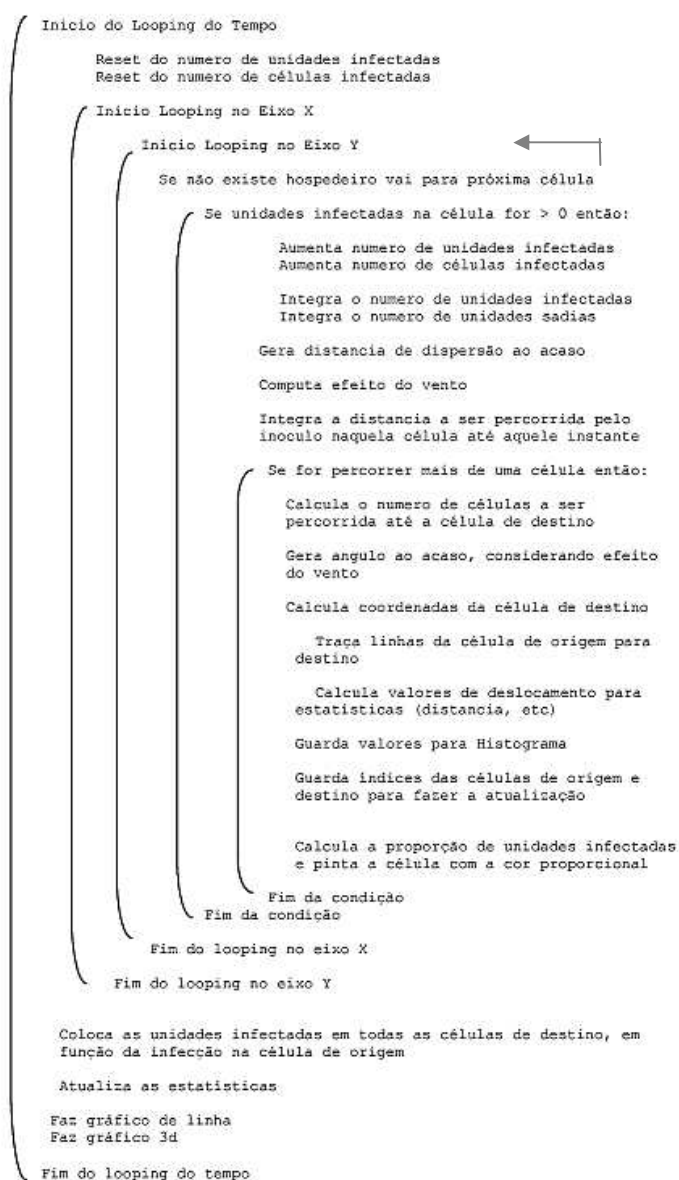 Inicio do Looping do Tempo
Reset do numero de unidades infectadas
Reset do numero de células infectadas
Inicio Looping no Eixo X
Inicio Looping no Eixo Y
Se não existe hospedeiro vai para próxima célula
Se unidades infectadas na célula for > 0 então:
Aumenta numero de unidades infectadas
Aumenta numero de células infectadas
Integra o numero de unidades infectadas
Integra o numero de unidades sadias
Gera distancia de dispersão ao acaso
Computa efeito do vento
Integra a distancia a ser percorrida pelo
inoculo naquela célula até aquele instante
Se for percorrer mais de uma célula então:
Calcula o numero de células a ser
percorrida até a célula de destino
Gera angulo ao acaso, considerando efeito
do vento
Calcula coordenadas da célula de destino
Traça linhas da célula de origem para
destino
Calcula valores de deslocamento para
estatisticas (distancia, etc)
Guarda valores para Histograma
Guarda indices das células de origem e
destino para fazer a atualização
Calcula a proporção de unidades infectadas
e pinta a célula com a cor proporcional
Fim da condição
Fim da condição
Fim do looping no eixo X
Fim do looping no eixo Y
Coloca as unidades infectadas em todas as células de destino, em
função da infecção na célula de origem
Atualiza as estatisticas
Faz gráfico de linha
Faz gráfico 3d
Fim do looping do tempo